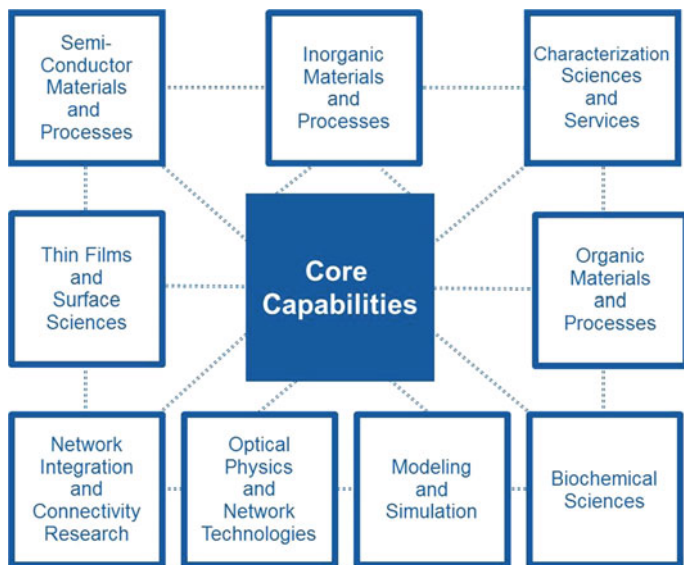 Semi-
Conductor
Materials
and
Processes
Inorganic
Materials
and
Processes
Characterization
Sciences
and
Services
Thin Films
and
Surface
Sciences
Core
Capabilities
Organic
Materials
and
Processes
Network
Integration
and
Connectivity
Research
Optical
Physics
and
Network
Technologies
Modeling
and
Simulation
Biochemical
Sciences